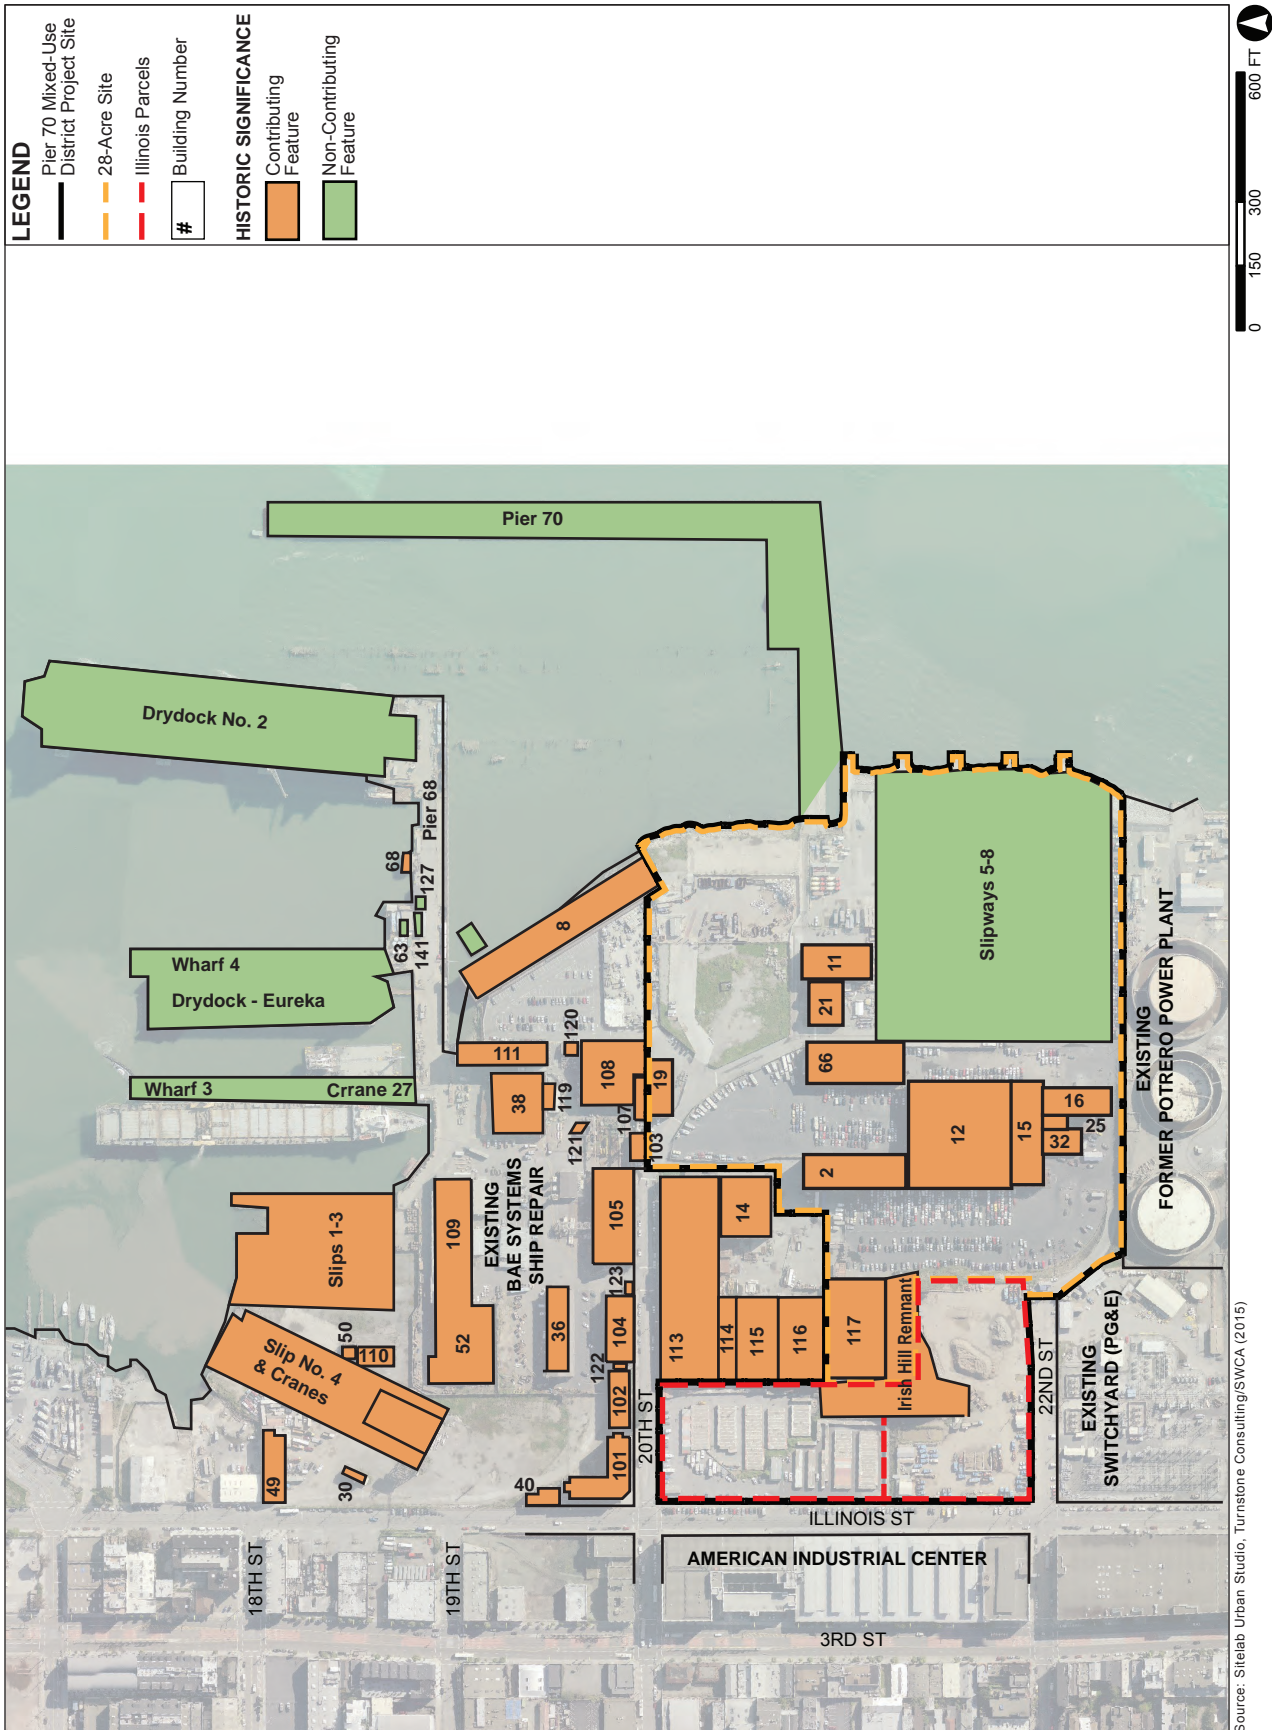 LEGEND
Pier 70 Mixed-Use
District Project Site
28-Acre Site
Illinois Parcels
#
Building Number
HISTORIC SIGNIFICANCE
Contributing
Feature
Non-Contributing
Feature
0 150 300 600 FT
Pier 70
Drydock No. 2
Pier 68
68
127
63
141
Wharf 4
Drydock - Eureka
Wharf 3
Crrane 27
8
111
120
38
119
108
121
107
19
103
Slips 1-3
109
52
EXISTING
BAE SYSTEMS
SHIP REPAIR
105
36
123
104
122
102
101
40
Slip No. 4
& Cranes
50
110
49
30
11
21
66
Slipways 5-8
2
12
15
16
25
32
14
113
114
115
116
117
Irish Hill Remnant
EXISTING
FORMER POTRERO POWER PLANT
EXISTING
SWITCHYARD (PG&E)
18TH ST
19TH ST
20TH ST
22ND ST
ILLINOIS ST
AMERICAN INDUSTRIAL CENTER
3RD ST
Source: Sitelab Urban Studio, Turnstone Consulting/SWCA (2015)